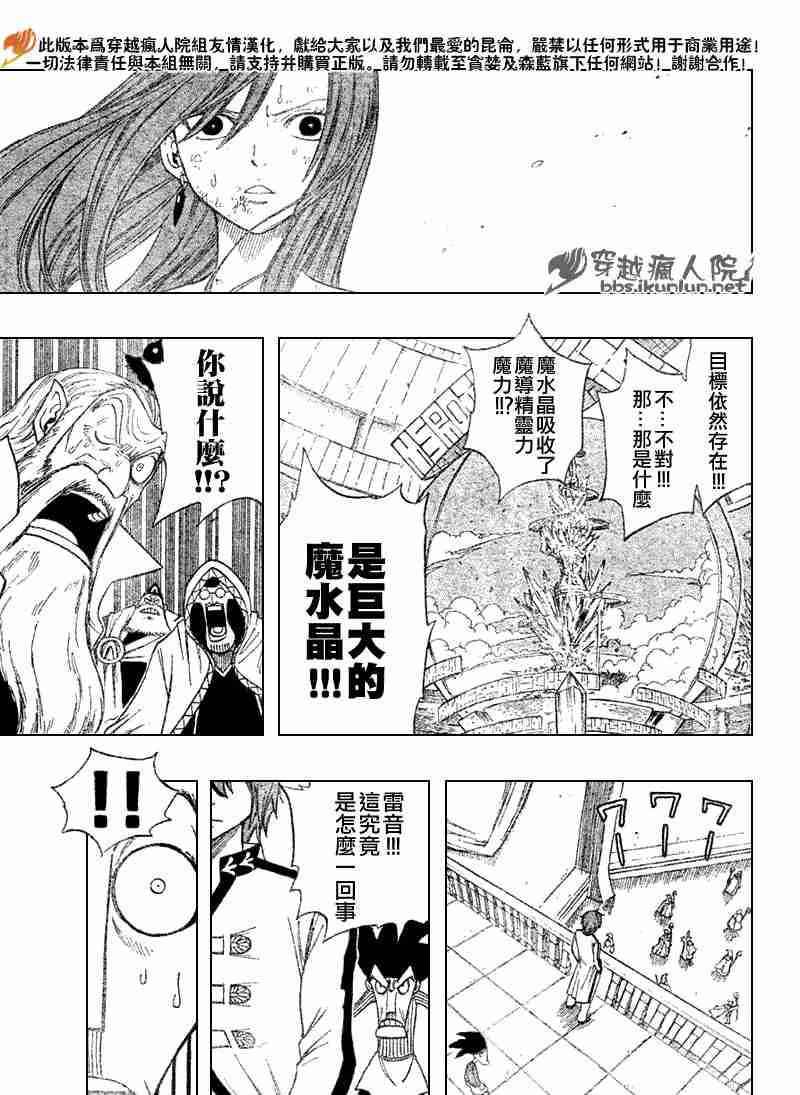 此版本爲穿越瘋人院組友情漢化，獻給大家以及我們最愛的昆侖，嚴禁以任何形式用于商業用途！
一切法律責任與本組無關，請支持并購買正版。請勿轉載至貪婪及森藍旗下任何網站！謝謝合作！
穿越瘋人院
bbs.ikunlun.net
目標依然存在!!!
不…不對!!!
那…那是什麼
魔水晶吸收了
魔導精靈力
魔力!!!?
ERA
是巨大的
魔水晶!!!
你說什麼!!!?
ワワワ
雷音!!!
這究竟
是怎麼一回事
!!